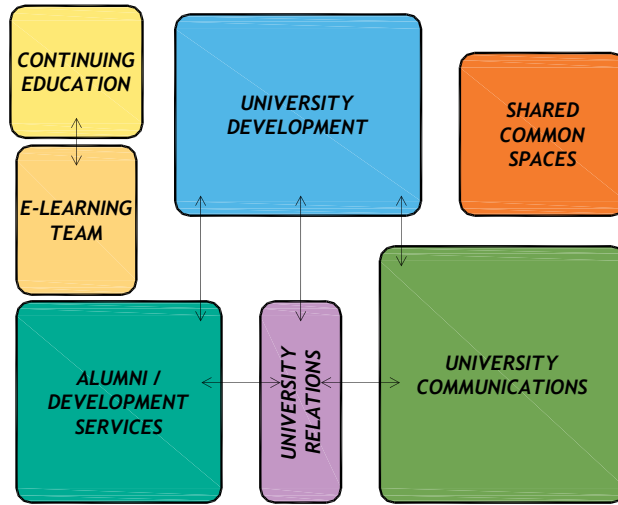 CONTINUING
EDUCATION
UNIVERSITY
DEVELOPMENT
SHARED
COMMON
SPACES
E-LEARNING
TEAM
ALUMNI /
DEVELOPMENT
SERVICES
UNIVERSITY
RELATIONS
UNIVERSITY
COMMUNICATIONS